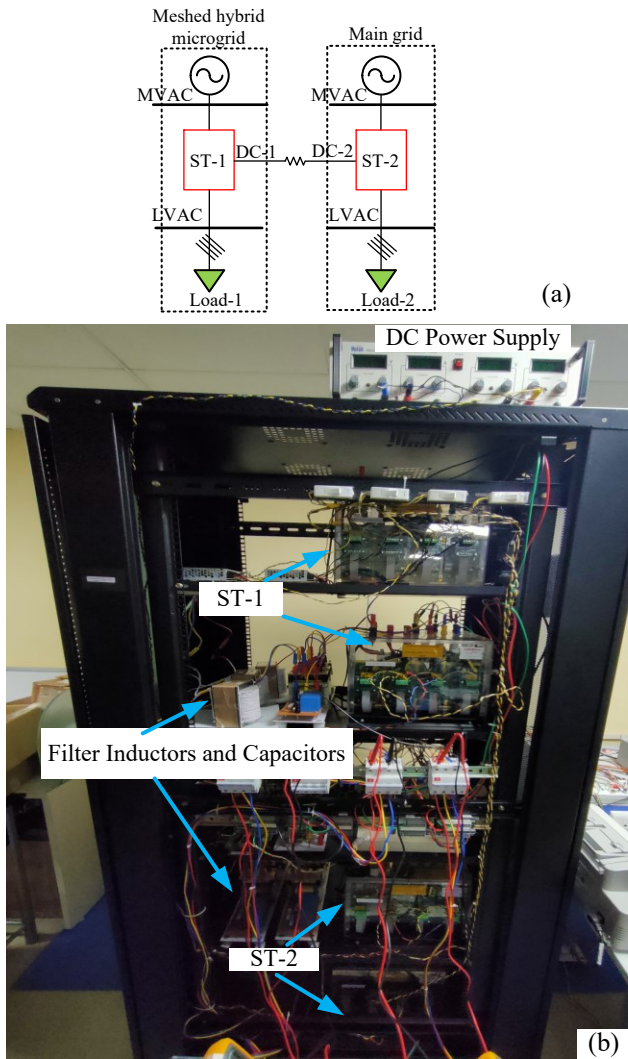 Meshed hybrid
microgrid
Main grid
MVAC
MVAC
ST-1
DC-1
DC-2
ST-2
LVAC
LVAC
Load-1
Load-2
(a)
DC Power Supply
ST-1
Filter Inductors and Capacitors
ST-2
(b)